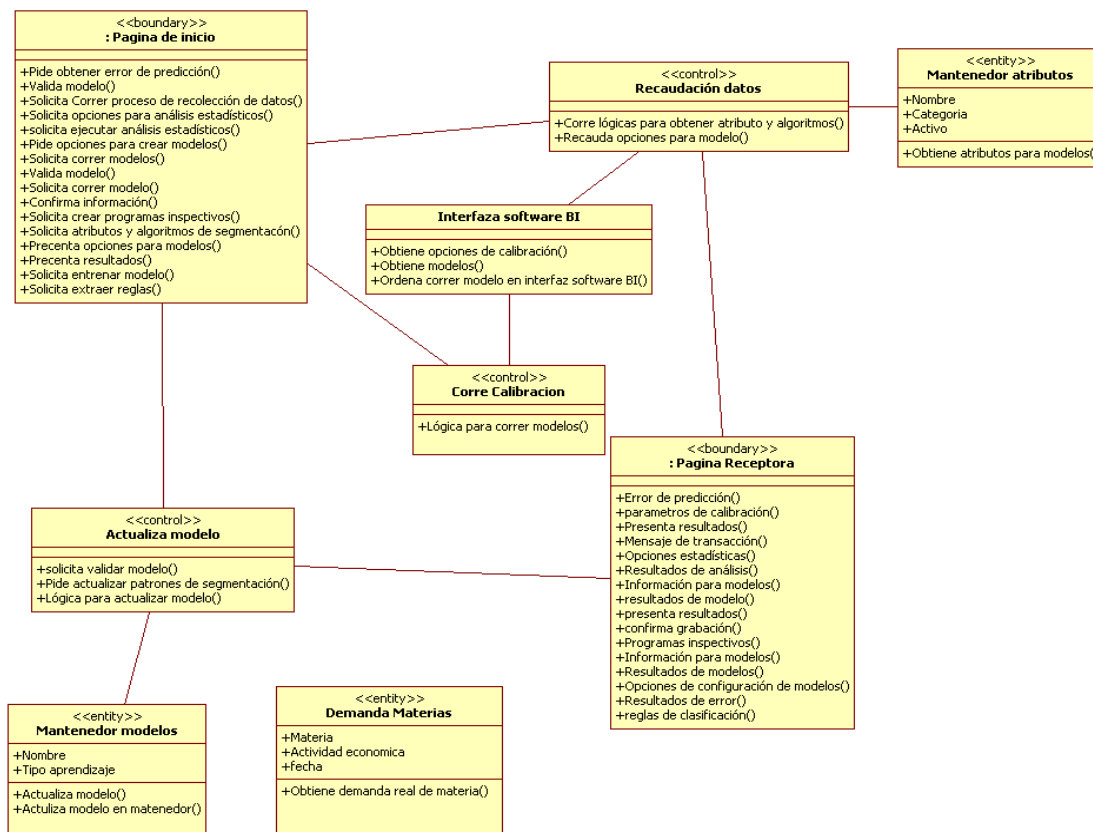 <<boundary>>
: Pagina de inicio
+Pide obtener error de predicción()
+Valida modelo()
+Solicita Correr proceso de recolección de datos()
+Solicita opciones para análisis estadísticos()
+solicita ejecutar análisis estadísticos()
+Pide opciones para crear modelos()
+Solicita correr modelos()
+Valida modelo()
+Solicita correr modelo()
+Confirma información()
+Solicita crear programas inspectivos()
+Solicita atributos y algoritmos de segmentacón()
+Precenta opciones para modelos()
+Precenta resultados()
+Solicita entrenar modelo()
+Solicita extraer reglas()
<<control>>
Recaudación datos
+Corre lógicas para obtener atributo y algoritmos()
+Recauda opciones para modelo()
<<entity>>
Mantenedor atributos
+Nombre
+Categoria
+Activo
+Obtiene atributos para modelos()
Interfaza software BI
+Obtiene opciones de calibración()
+Obtiene modelos()
+Ordena correr modelo en interfaz software BI()
<<control>>
Corre Calibracion
+Lógica para correr modelos()
<<boundary>>
: Pagina Receptora
+Error de predicción()
+parametros de calibración()
+Presenta resultados()
+Mensaje de transacción()
+Opciones estadísticas()
+Resultados de análisis()
+Información para modelos()
+resultados de modelo()
+presenta resultados()
+confirma grabación()
+Programas inspectivos()
+Información para modelos()
+Resultados de modelos()
+Opciones de configuración de modelos()
+Resultados de error()
+reglas de clasificación()
<<control>>
Actualiza modelo
+solicita validar modelo()
+Pide actualizar patrones de segmentación()
+Lógica para actualizar modelo()
<<entity>>
Mantenedor modelos
+Nombre
+Tipo aprendizaje
+Actualiza modelo()
+Actuliza modelo en matenedor()
<<entity>>
Demanda Materias
+Materia
+Actividad economica
+fecha
+Obtiene demanda real de materia()